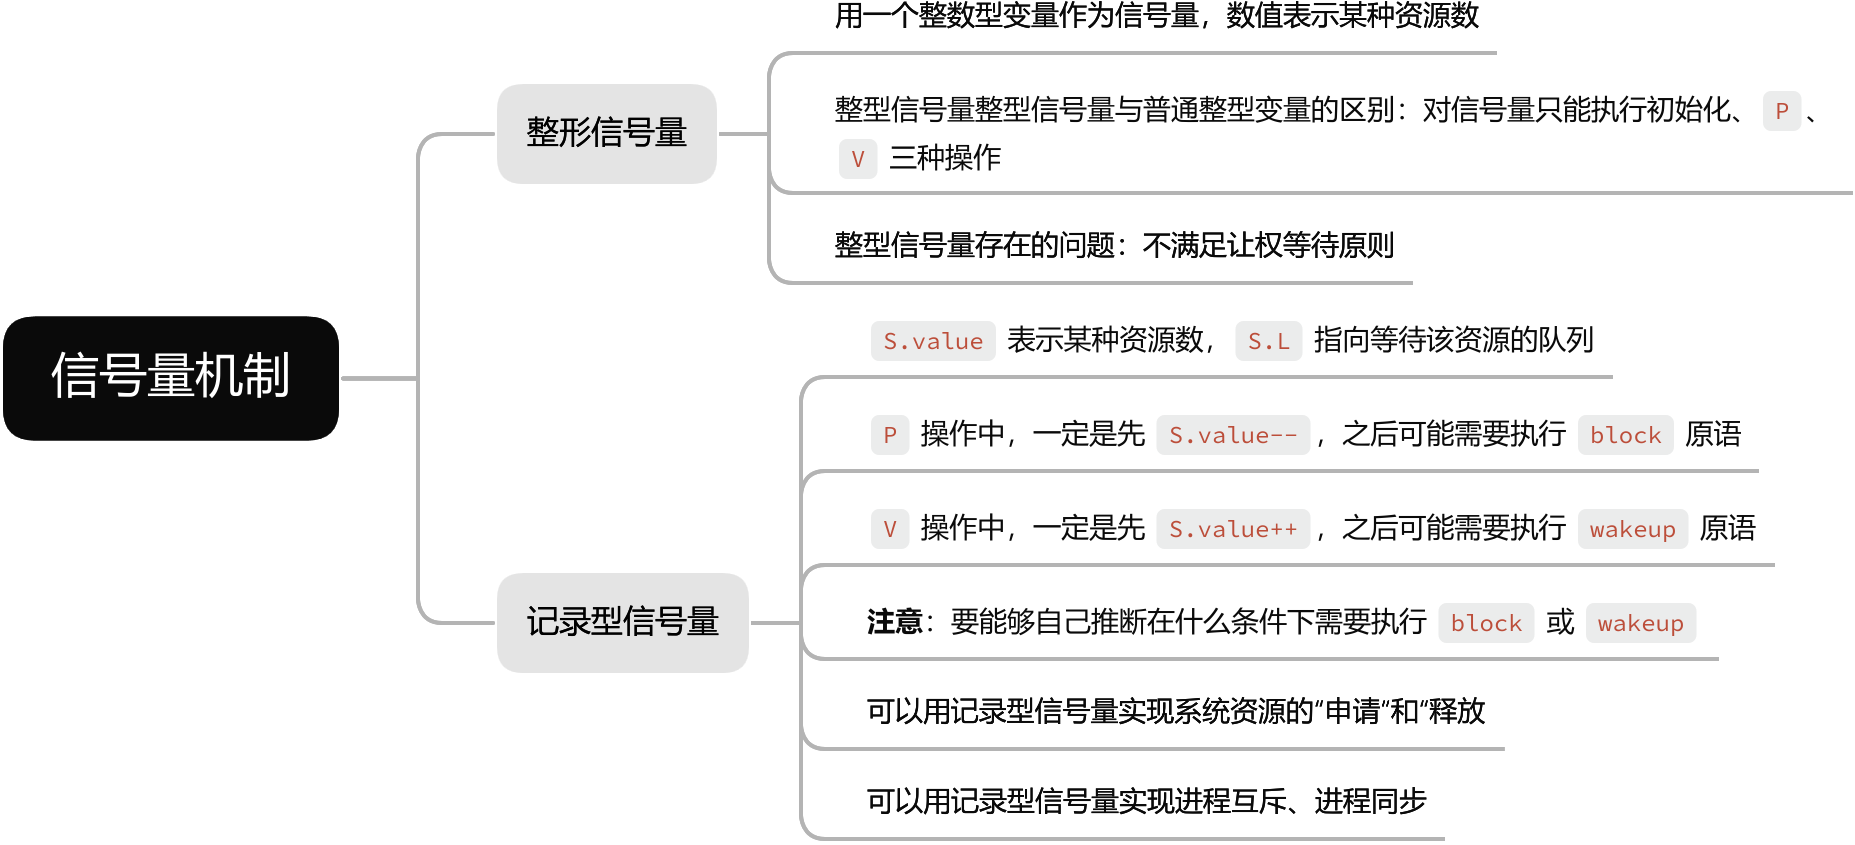 用一个整数型变量作为信号量，数值表示某种资源数
整形信号量
整型信号量整型信号量与普通整型变量的区别：对信号量只能执行初始化、 P 、
V 三种操作
整型信号量存在的问题：不满足让权等待原则
信号量机制
S.value 表示某种资源数， S.L 指向等待该资源的队列
P 操作中，一定是先 S.value-- ，之后可能需要执行 block 原语
V 操作中，一定是先 S.value++ ，之后可能需要执行 wakeup 原语
记录型信号量
注意：要能够自己推断在什么条件下需要执行 block 或 wakeup
可以用记录型信号量实现系统资源的“申请“和“释放
可以用记录型信号量实现进程互斥、进程同步